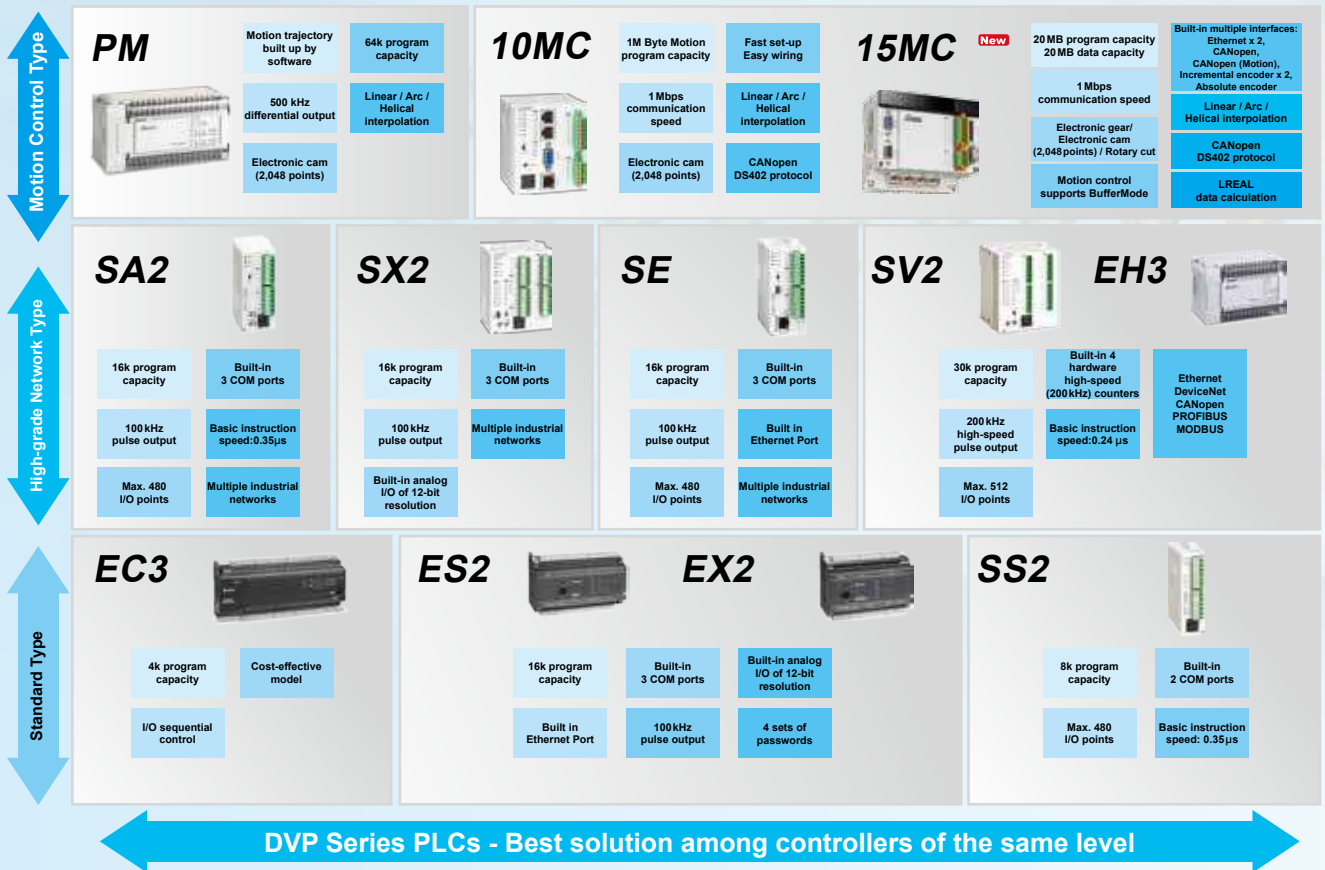 Motion Control Type
PM
Motion trajectory
built up by
software
64k program
capacity
500 kHz
differential output
Linear / Arc /
Helical
interpolation
Electronic cam
(2,048 points)
10MC
1M Byte Motion
program capacity
Fast set-up
Easy wiring
1 Mbps
communication
speed
Linear / Arc /
Helical
interpolation
Electronic cam
(2,048 points)
CANopen
DS402 protocol
15MC
New
20 MB program capacity
20 MB data capacity
Built-in multiple interfaces:
Ethernet x 2,
CANopen,
CANopen (Motion),
Incremental encoder x 2,
Absolute encoder
1 Mbps
communication speed
Linear / Arc /
Helical interpolation
Electronic gear/
Electronic cam
(2,048 points) / Rotary cut
CANopen
DS402 protocol
Motion control
supports BufferMode
LREAL
data calculation
High-grade Network Type
SA2
16k program
capacity
Built-in
3 COM ports
100 kHz
pulse output
Basic instruction
speed:0.35µs
Max. 480
I/O points
Multiple industrial
networks
SX2
16k program
capacity
Built-in
3 COM ports
100 kHz
pulse output
Multiple industrial
networks
Built-in analog
I/O of 12-bit
resolution
SE
16k program
capacity
Built-in
3 COM ports
100 kHz
pulse output
Built in
Ethernet Port
Max. 480
I/O points
Multiple industrial
networks
SV2
EH3
30k program
capacity
Built-in 4
hardware
high-speed
(200 kHz) counters
Ethernet
DeviceNet
CANopen
PROFIBUS
MODBUS
200 kHz
high-speed
pulse output
Basic instruction
speed:0.24 µs
Max. 512
I/O points
Standard Type
EC3
4k program
capacity
Cost-effective
model
I/O sequential
control
ES2
EX2
16k program
capacity
Built-in
3 COM ports
Built-in analog
I/O of 12-bit
resolution
Built in
Ethernet Port
100 kHz
pulse output
4 sets of
passwords
SS2
8k program
capacity
Built-in
2 COM ports
Max. 480
I/O points
Basic instruction
speed: 0.35µs
DVP Series PLCs - Best solution among controllers of the same level